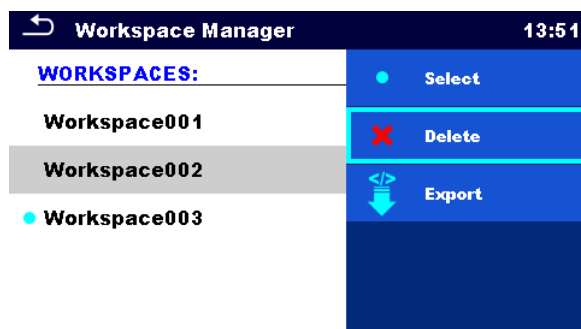 Workspace Manager 13:51
WORKSPACES:
Workspace001
Workspace002
Workspace003
Select
Delete
</>
Export